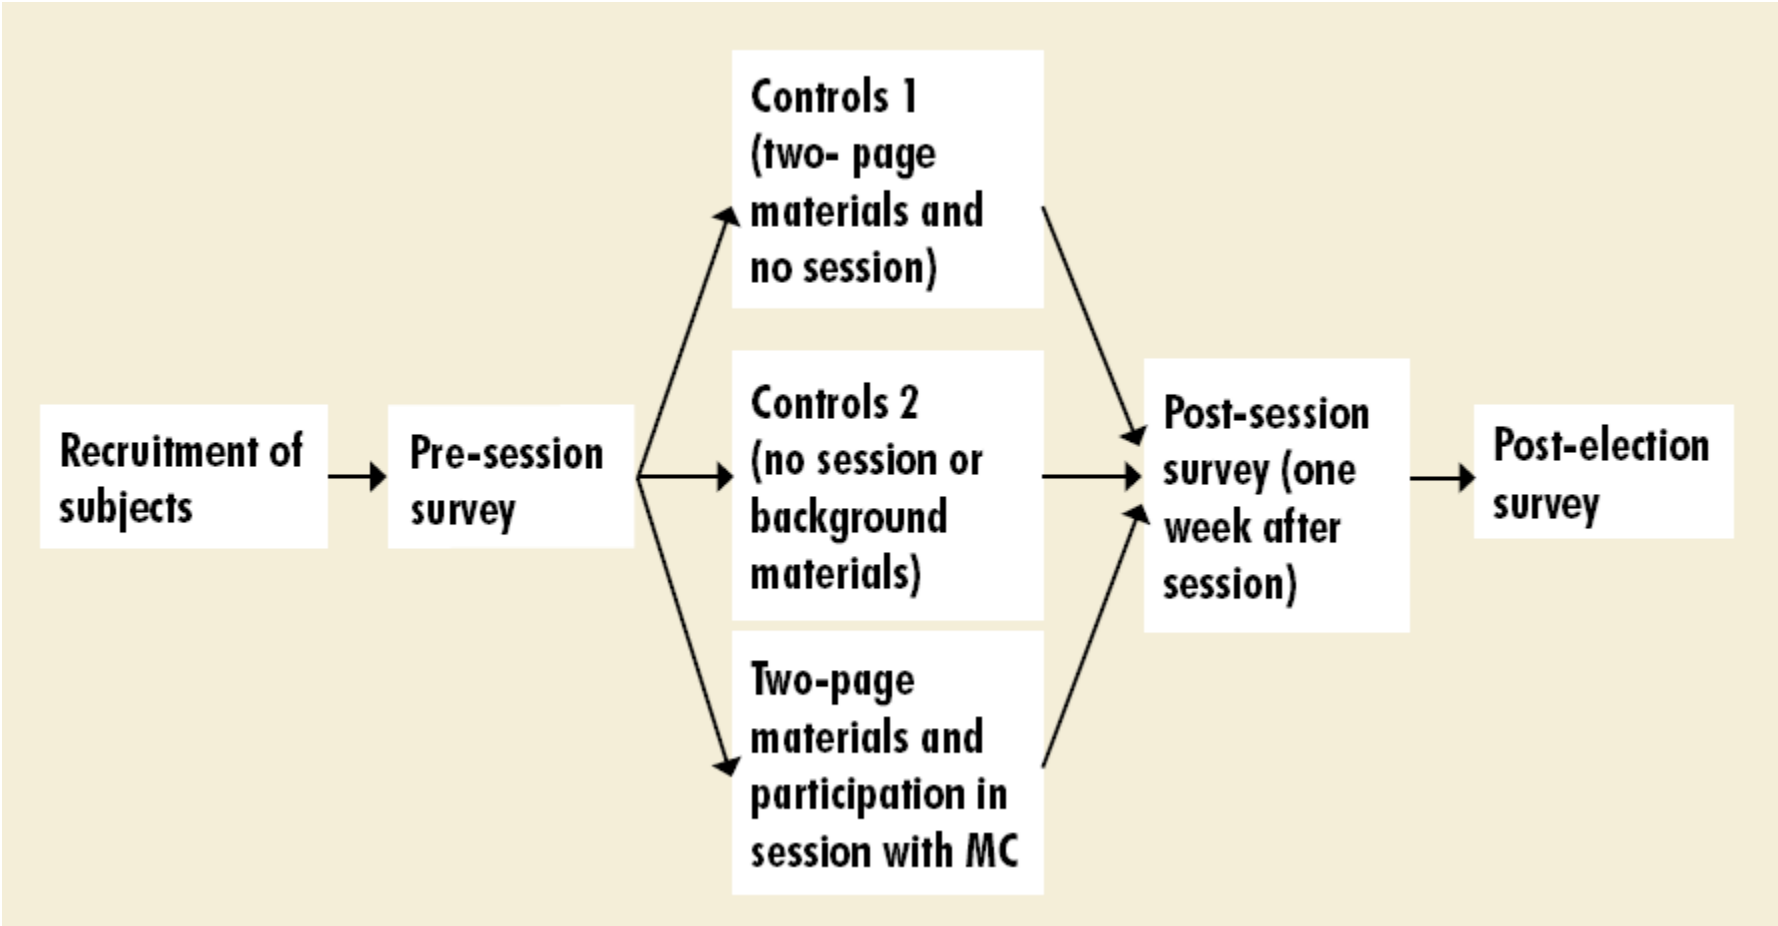 Recruitment of
subjects
Pre-session
survey
Controls 1
(two- page
materials and
no session)
Controls 2
(no session or
background
materials)
Two-page
materials and
participation in
session with MC
Post-session
survey (one
week after
session)
Post-election
survey